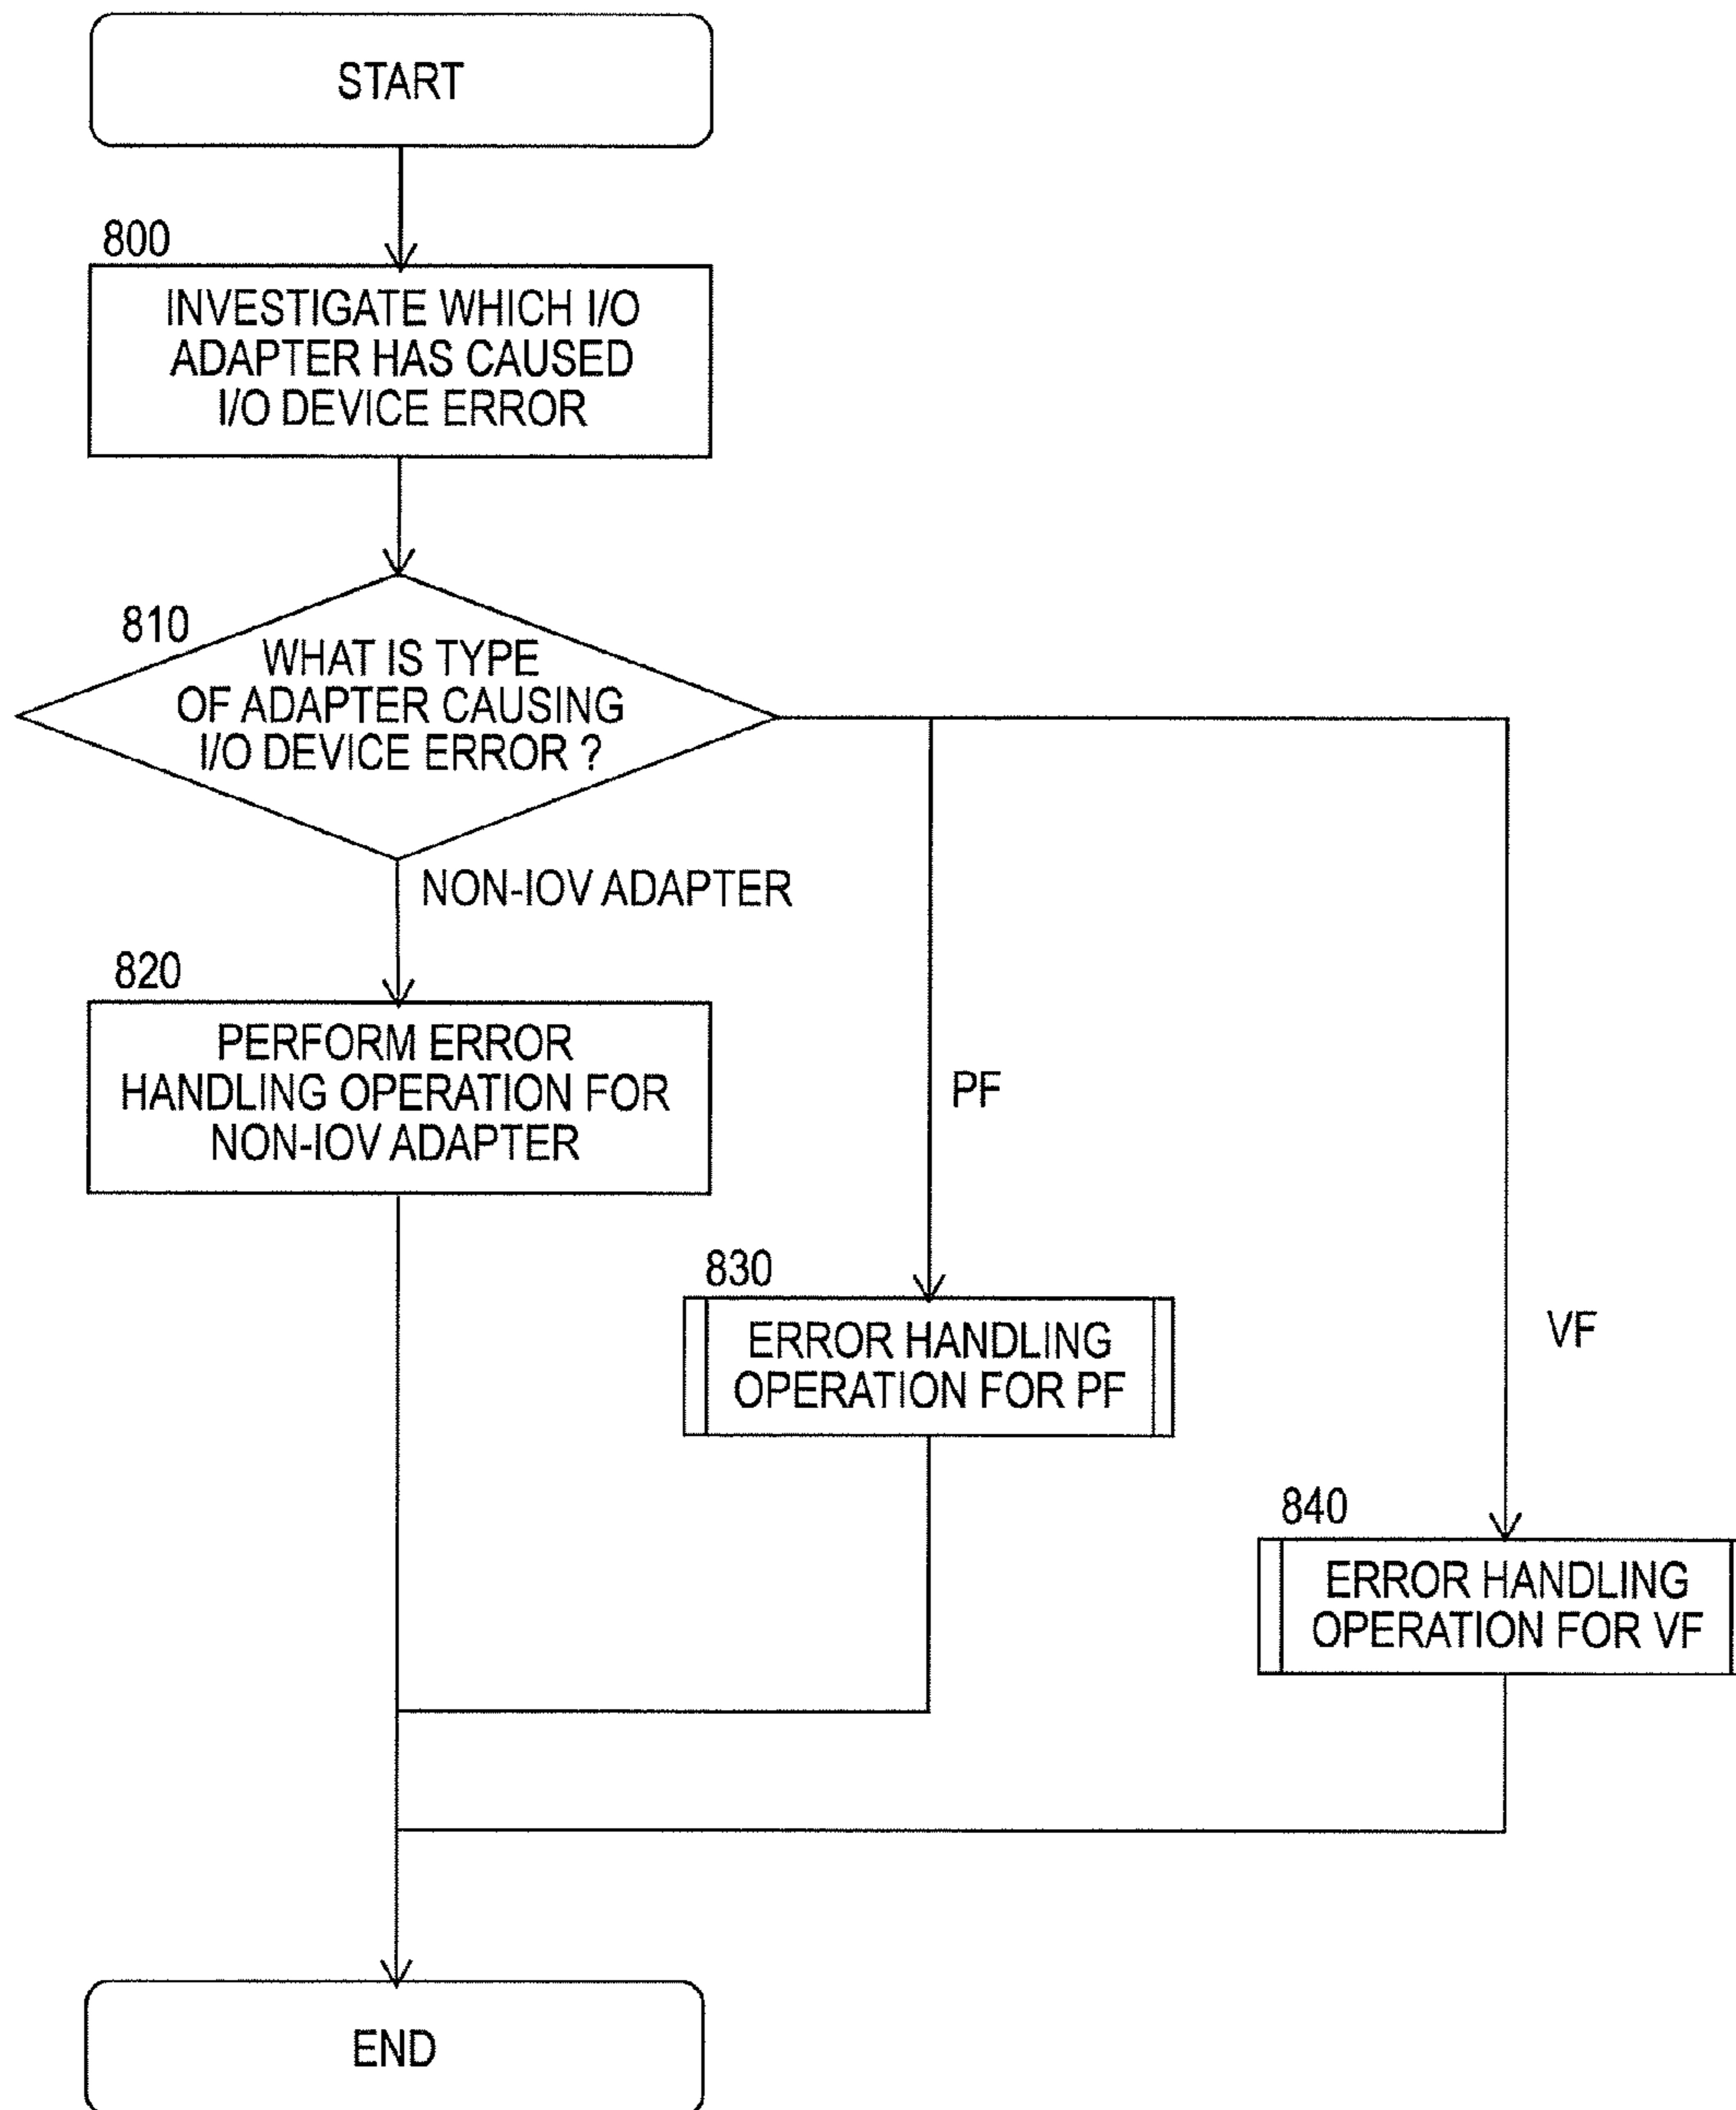 START
800
INVESTIGATE WHICH I/O
ADAPTER HAS CAUSED
I/O DEVICE ERROR
810
WHAT IS TYPE
OF ADAPTER CAUSING
I/O DEVICE ERROR ?
NON-IOV ADAPTER
820
PERFORM ERROR
HANDLING OPERATION FOR
NON-IOV ADAPTER
PF
830
ERROR HANDLING
OPERATION FOR PF
VF
840
ERROR HANDLING
OPERATION FOR VF
END